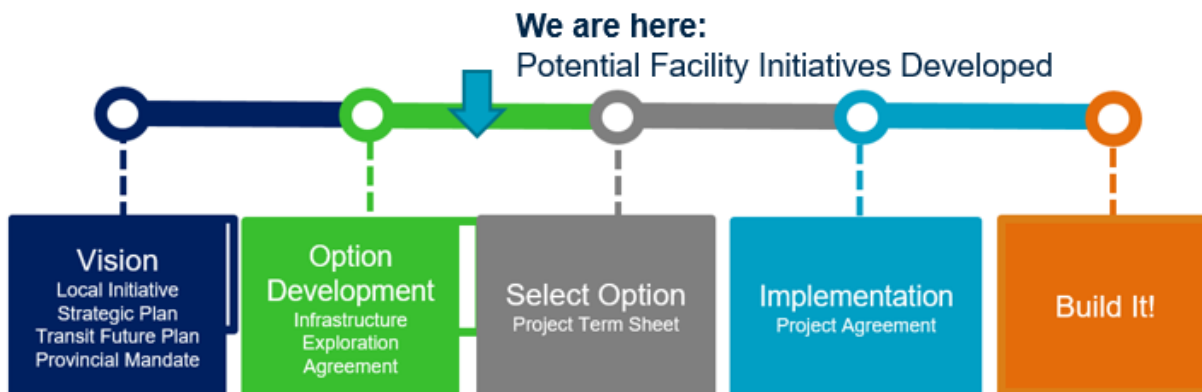 We are here:
Potential Facility Initiatives Developed
Vision
Local Initiative
Strategic Plan
Transit Future Plan
Provincial Mandate
Option
Development
Infrastructure
Exploration
Agreement
Select Option
Project Term Sheet
Implementation
Project Agreement
Build It!